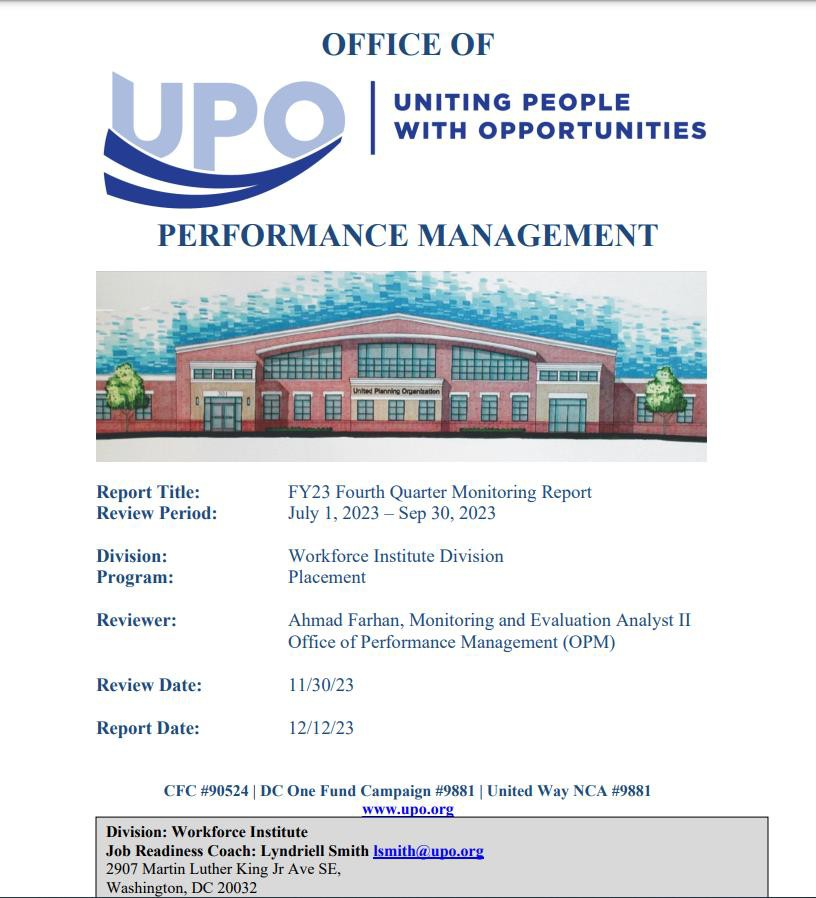 OFFICE OF
UPO
UNITING PEOPLE
WITH OPPORTUNITIES
PERFORMANCE MANAGEMENT
United Planning Organization
Report Title: FY23 Fourth Quarter Monitoring Report
Review Period: July 1, 2023 – Sep 30, 2023
Division: Workforce Institute Division
Program: Placement
Reviewer: Ahmad Farhan, Monitoring and Evaluation Analyst II
Office of Performance Management (OPM)
Review Date: 11/30/23
Report Date: 12/12/23
CFC #90524 | DC One Fund Campaign #9881 | United Way NCA #9881
www.upo.org
Division: Workforce Institute
Job Readiness Coach: Lyndriell Smith lsmith@upo.org
2907 Martin Luther King Jr Ave SE,
Washington, DC 20032